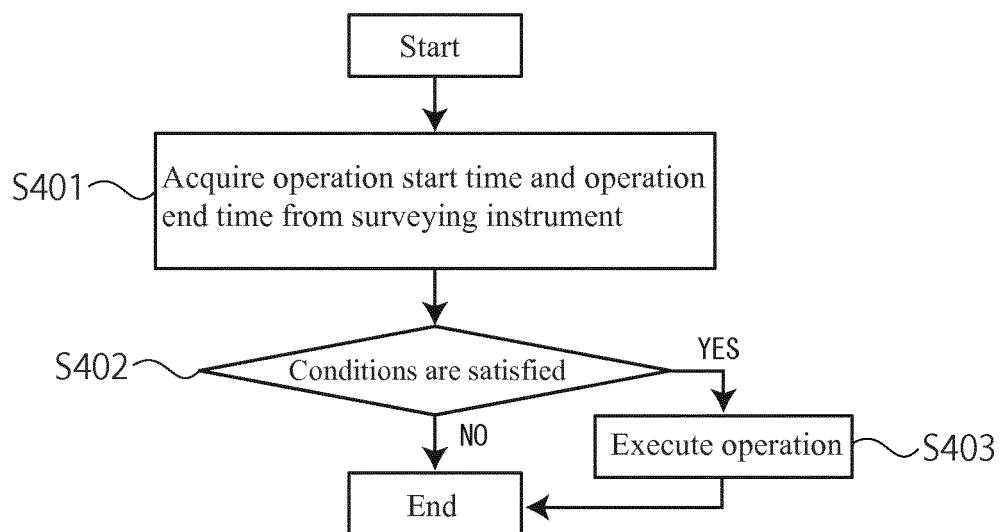 Start
S401
Acquire operation start time and operation
end time from surveying instrument
S402
Conditions are satisfied
YES
NO
Execute operation
S403
End